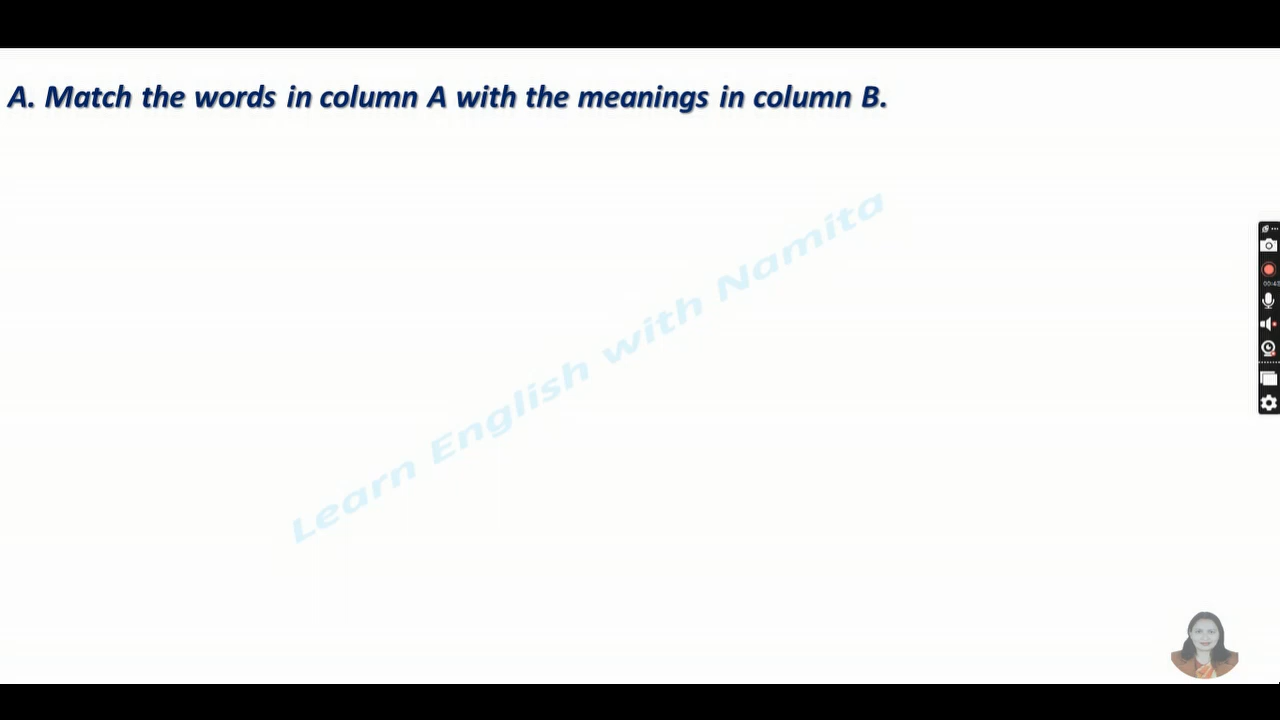 A. Match the words in column A with the meanings in column B.
Learn English with Namita